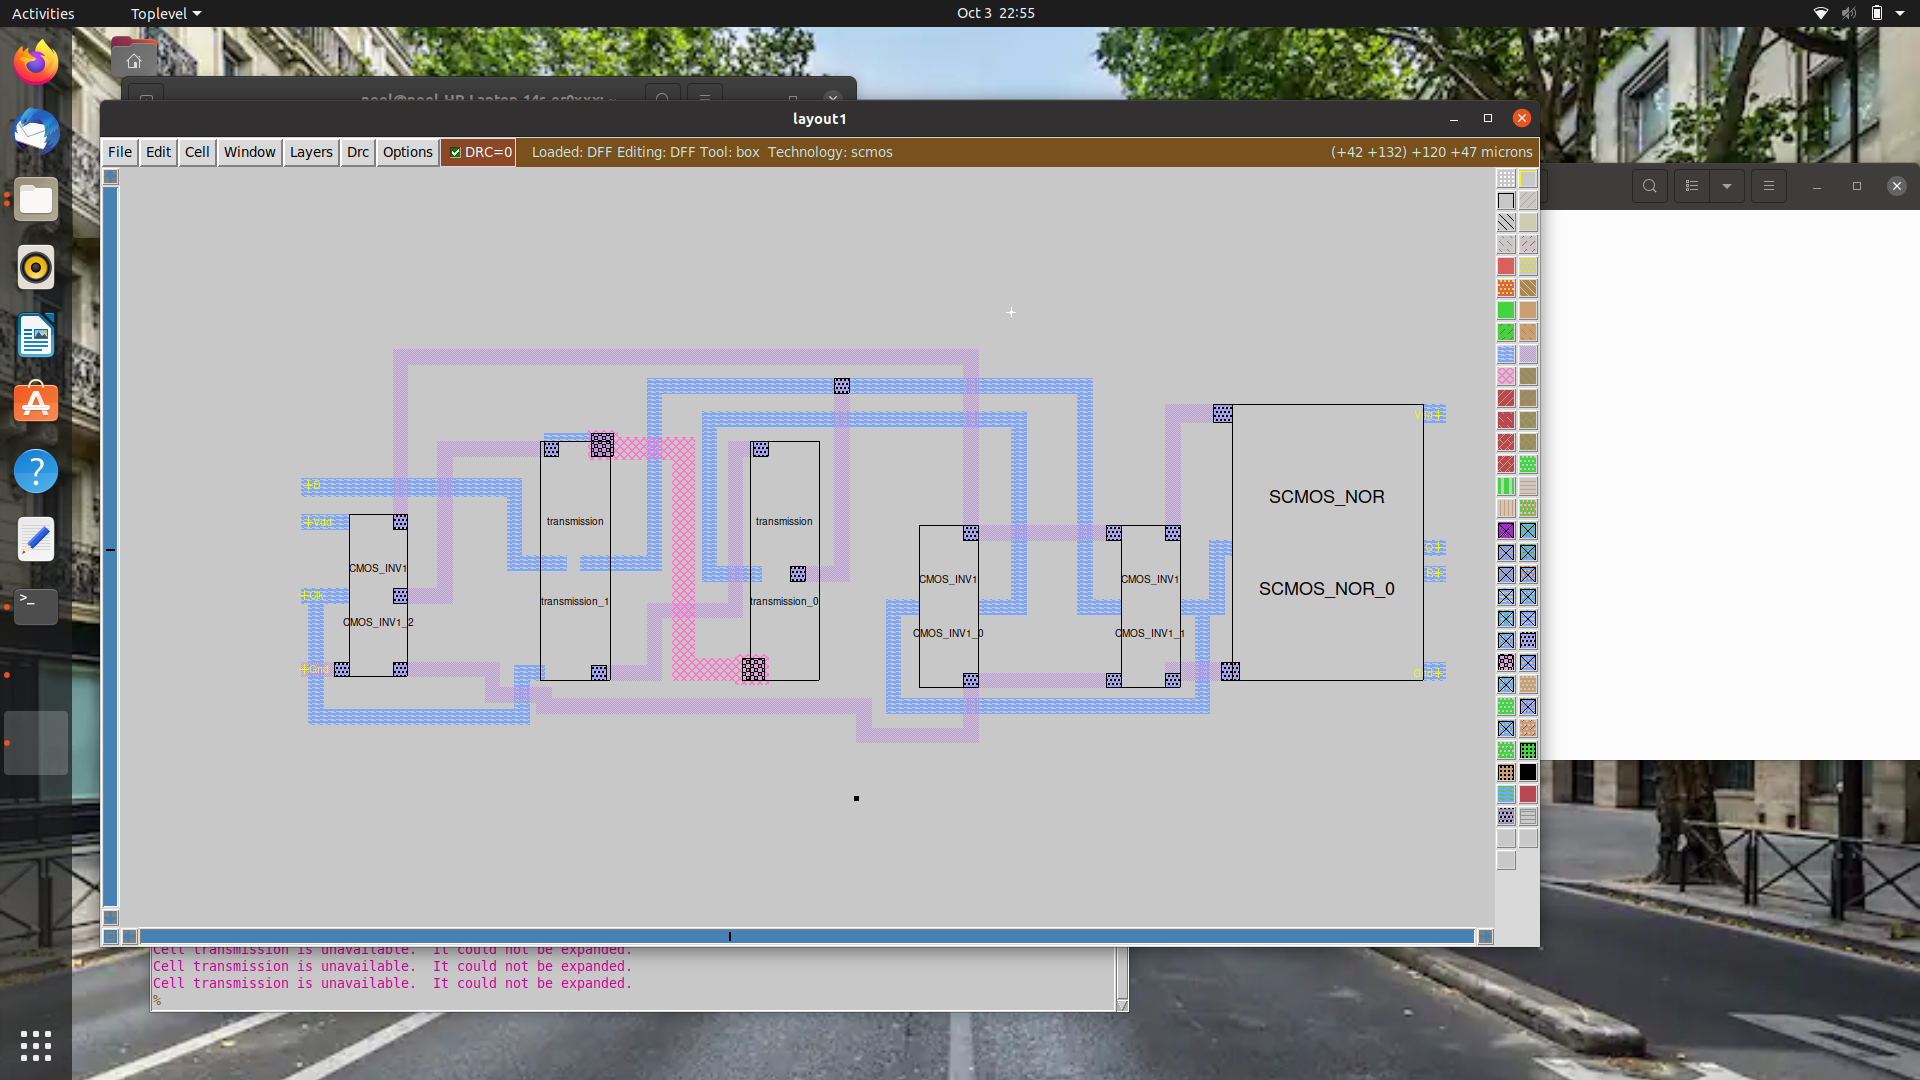 Activities
Toplevel
Oct 3 22:55
layout1
File Edit Cell Window Layers Drc Options DRC=0 Loaded: DFF Editing: DFF Tool: box Technology: scmos (+42 +132) +120 +47 microns
D
Vdd
Clk
Gnd
CMOS_INV1
CMOS_INV1_2
transmission
transmission_1
transmission
transmission_0
CMOS_INV1
CMOS_INV1_0
CMOS_INV1
CMOS_INV1_1
SCMOS_NOR
SCMOS_NOR_0
Cell transmission is unavailable. It could not be expanded.
Cell transmission is unavailable. It could not be expanded.
Cell transmission is unavailable. It could not be expanded.
%